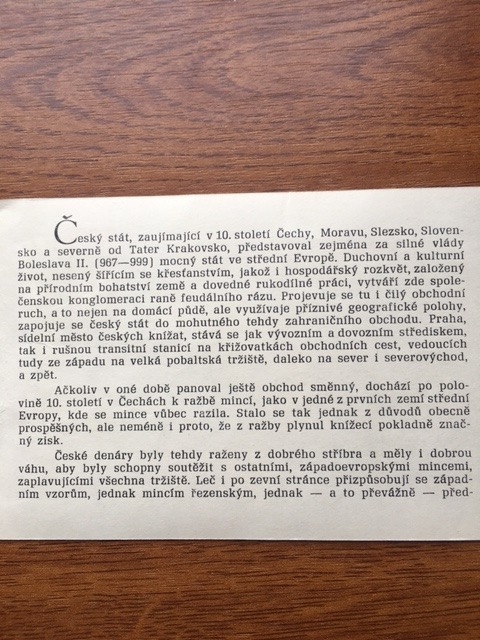 Český stát, zaujímající v 10. století Čechy, Moravu, Slezsko, Sloven-
sko a severně od Tater Krakovsko, představoval zejména za silné vlády
Boleslava II. (967—999) mocný stát ve střední Evropě. Duchovní a kulturní
život, nesený šířícím se křesťanstvím, jakož i hospodářský rozkvět, založený
na přírodním bohatství země a dovedné rukodílné práci, vytváří zde spole-
čenskou konglomeraci raně feudálního rázu. Projevuje se tu i čilý obchodní
ruch, a to nejen na domácí půdě, ale využívaje příznivé geografické polohy,
zapojuje se český stát do mohutného tehdy zahraničního obchodu. Praha,
sídelní město českých knížat, stává se jak vývozním a dovozním střediskem,
tak i rušnou transitní stanicí na křižovatkách obchodních cest, vedoucích
tudy ze západu na velká pobaltská tržiště, daleko na sever i severovýchod,
a zpět.
Ačkoliv v oné době panoval ještě obchod směnný, dochází po polo-
vině 10. století v Čechách k ražbě mincí, jako v jedné z prvních zemí střední
Evropy, kde se mince vůbec razila. Stalo se tak jednak z důvodů obecně
prospěšných, ale neméně i proto, že z ražby plynul knížecí pokladně znač-
ný zisk.
České denáry byly tehdy raženy z dobrého stříbra a měly i dobrou
váhu, aby byly schopny soutěžit s ostatními, západoevropskými mincemi,
zaplavujícími všechna tržiště. Leč i po zevní stránce přizpůsobují se západ-
ním vzorům, jednak mincím řezenským, jednak — a to převážně — před-